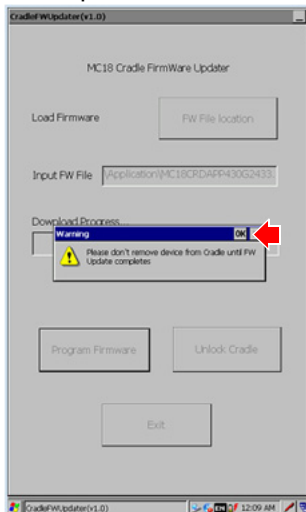 CradleFWUpdater(v1.0)
MC18 Cradle FirmWare Updater
Load Firmware
FW File location
Input FW File
\Application\MC18CRDAPP430G2433.
Download Progress
Warning
OK
Please don't remove device from Cradle until FW
Update completes
Program Firmware
Unlock Cradle
Exit
CradleFWUpdater(v1.0)
EN
12:09 AM